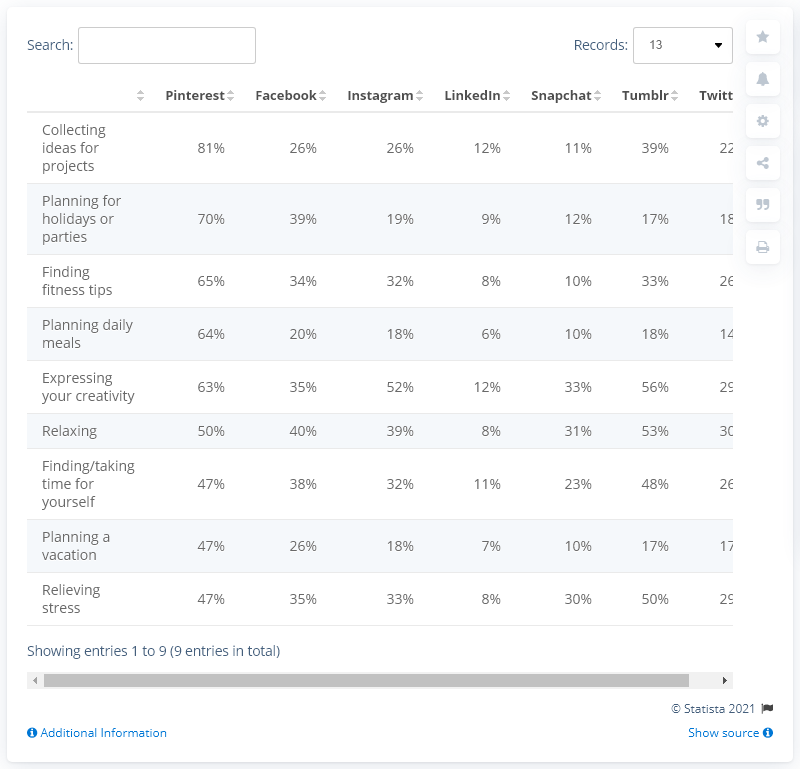 Search:
Records: 13
Pinterest Facebook Instagram LinkedIn Snapchat Tumblr Twitt
Collecting
ideas for
projects
81% 26% 26% 12% 11% 39% 22
Planning for
holidays or
parties
70% 39% 19% 9% 12% 17% 18
Finding
fitness tips
65% 34% 32% 8% 10% 33% 26
Planning daily
meals
64% 20% 18% 6% 10% 18% 14
Expressing
your creativity
63% 35% 52% 12% 33% 56% 29
Relaxing 50% 40% 39% 8% 31% 53% 30
Finding/taking
time for
yourself
47% 38% 32% 11% 23% 48% 26
Planning a
vacation
47% 26% 18% 7% 10% 17% 17
Relieving
stress
47% 35% 33% 8% 30% 50% 29
Showing entries 1 to 9 (9 entries in total)
© Statista 2021
Additional Information
Show source